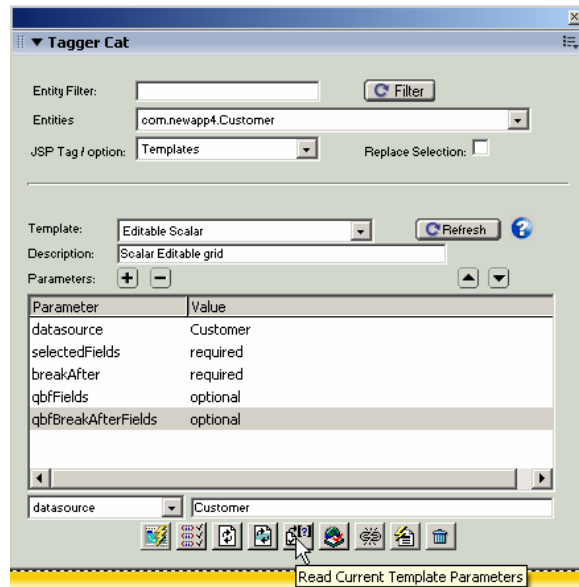 Tagger Cat
Entity Filter: Filter
Entities com.newapp4.Customer
JSP Tag / option: Templates Replace Selection:
Template: Editable Scalar Refresh ?
Description: Scalar Editable grid
Parameters: + −
Parameter Value
datasource Customer
selectedFields required
breakAfter required
qbfFields optional
qbfBreakAfterFields optional
datasource Customer
[?]
Read Current Template Parameters